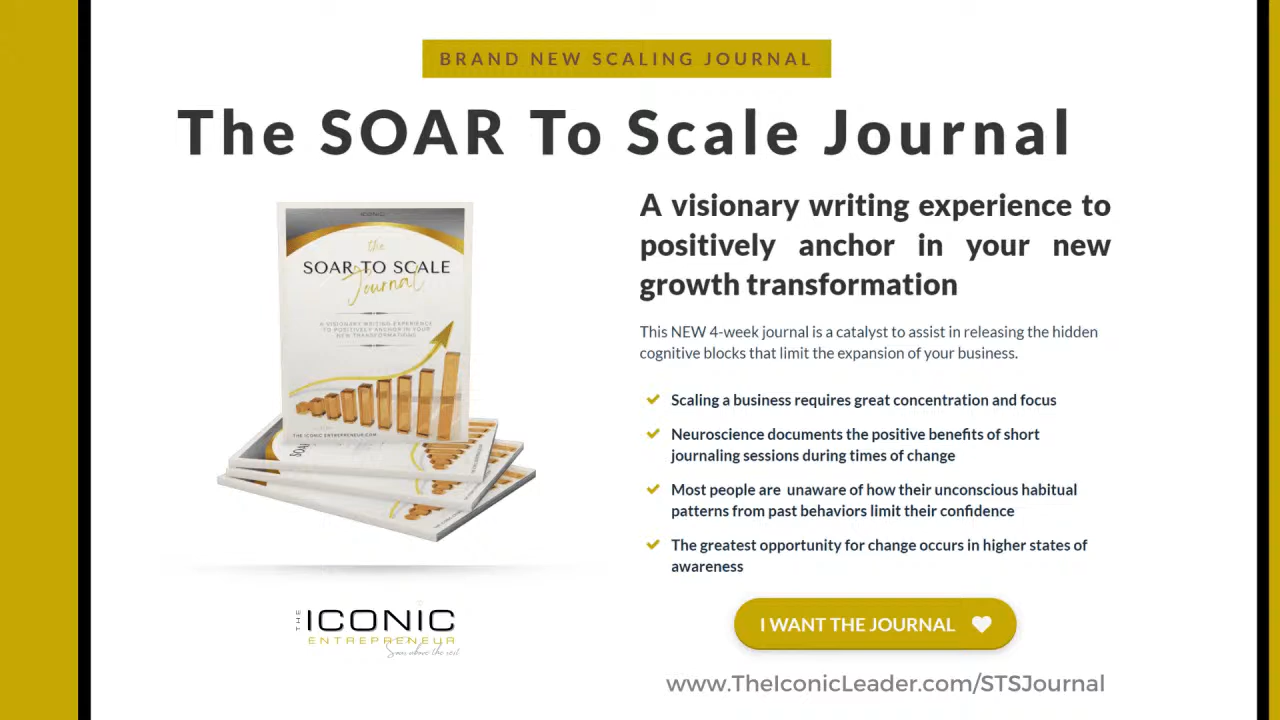 BRAND NEW SCALING JOURNAL
The SOAR To Scale Journal
ICONIC
the
SOAR TO SCALE
Journal
A VISIONARY WRITING EXPERIENCE
TO POSITIVELY ANCHOR IN YOUR
NEW TRANSFORMATIONS
THE ICONIC ENTREPRENEUR.COM
THE ICONIC
ENTREPRENEUR
Soar above the rest
A visionary writing experience to
positively anchor in your new
growth transformation
This NEW 4-week journal is a catalyst to assist in releasing the hidden
cognitive blocks that limit the expansion of your business.
Scaling a business requires great concentration and focus
Neuroscience documents the positive benefits of short
journaling sessions during times of change
Most people are unaware of how their unconscious habitual
patterns from past behaviors limit their confidence
The greatest opportunity for change occurs in higher states of
awareness
I WANT THE JOURNAL
www.TheIconicLeader.com/STSJournal